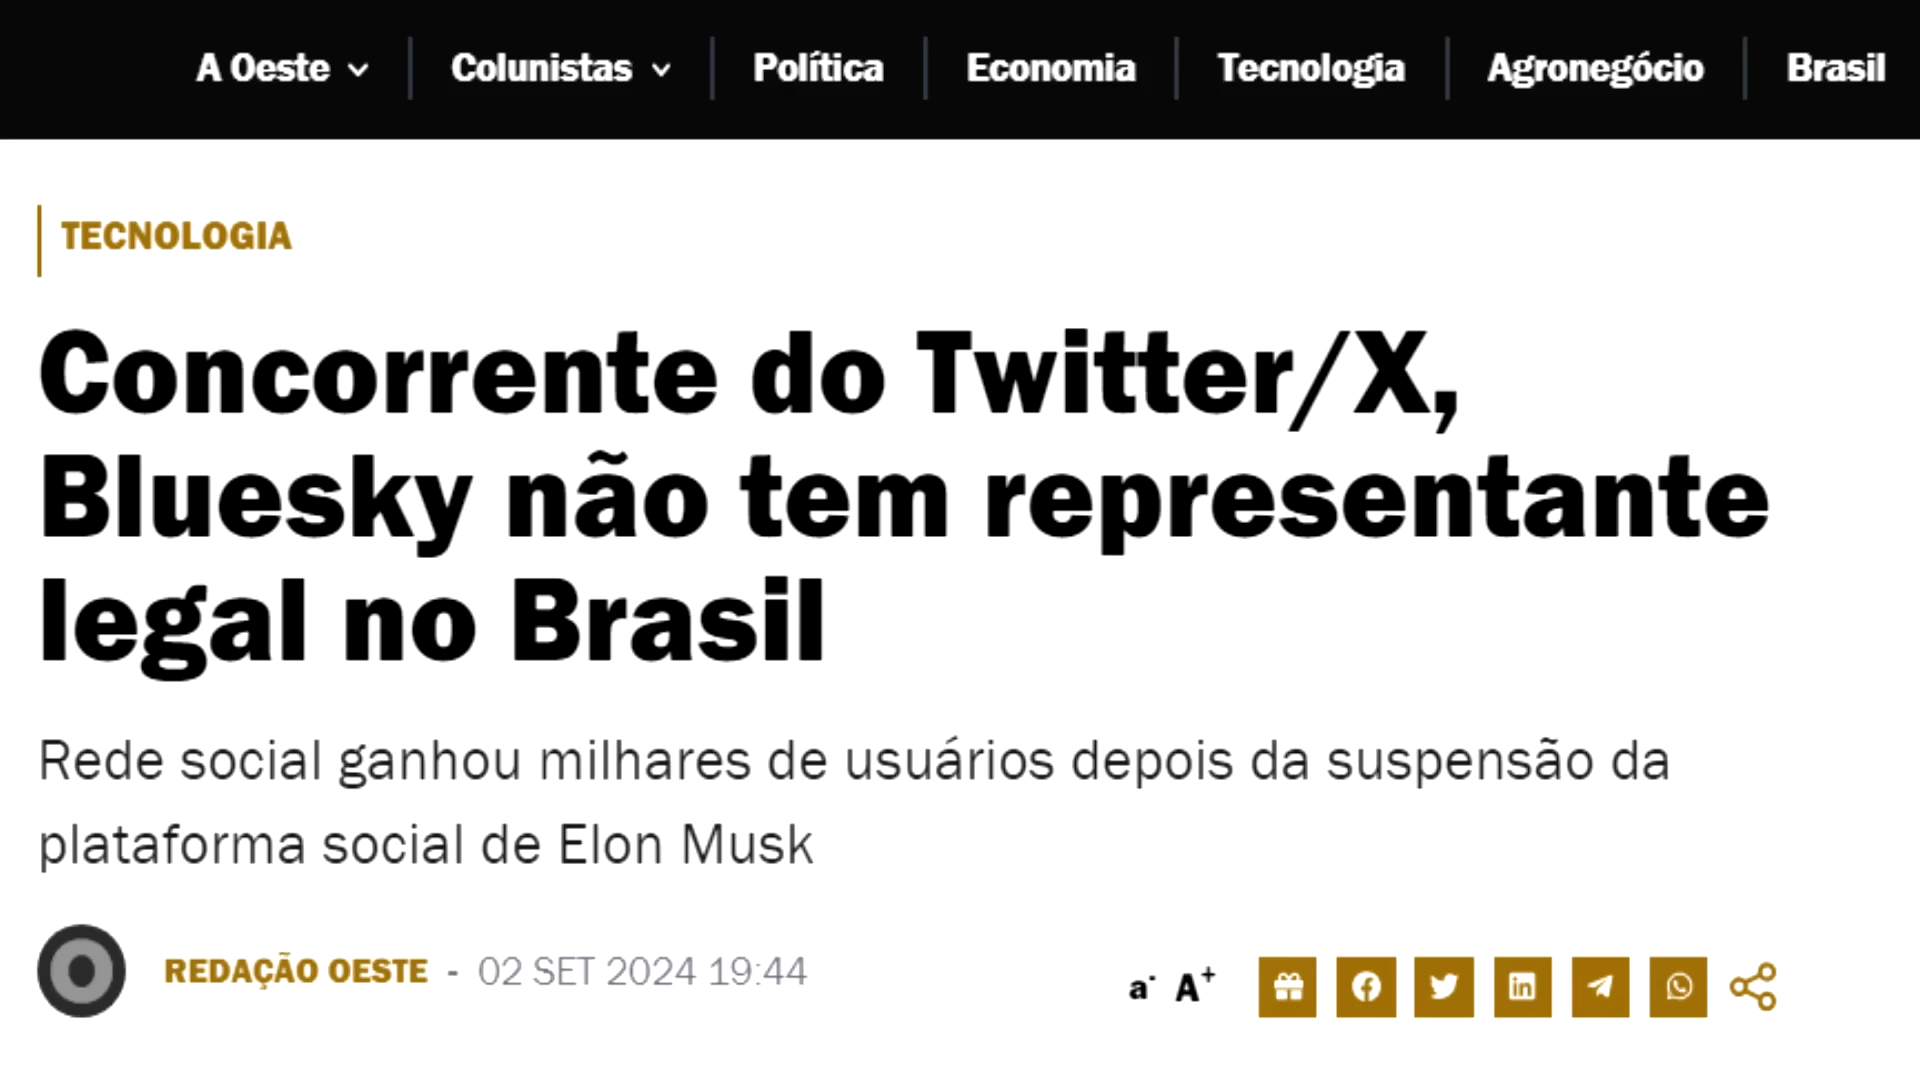 A Oeste
Colunistas
Política
Economia
Tecnologia
Agronegócio
Brasil
TECNOLOGIA
Concorrente do Twitter/X,
Bluesky não tem representante
legal no Brasil
Rede social ganhou milhares de usuários depois da suspensão da
plataforma social de Elon Musk
REDAÇÃO OESTE - 02 SET 2024 19:44
a- A+